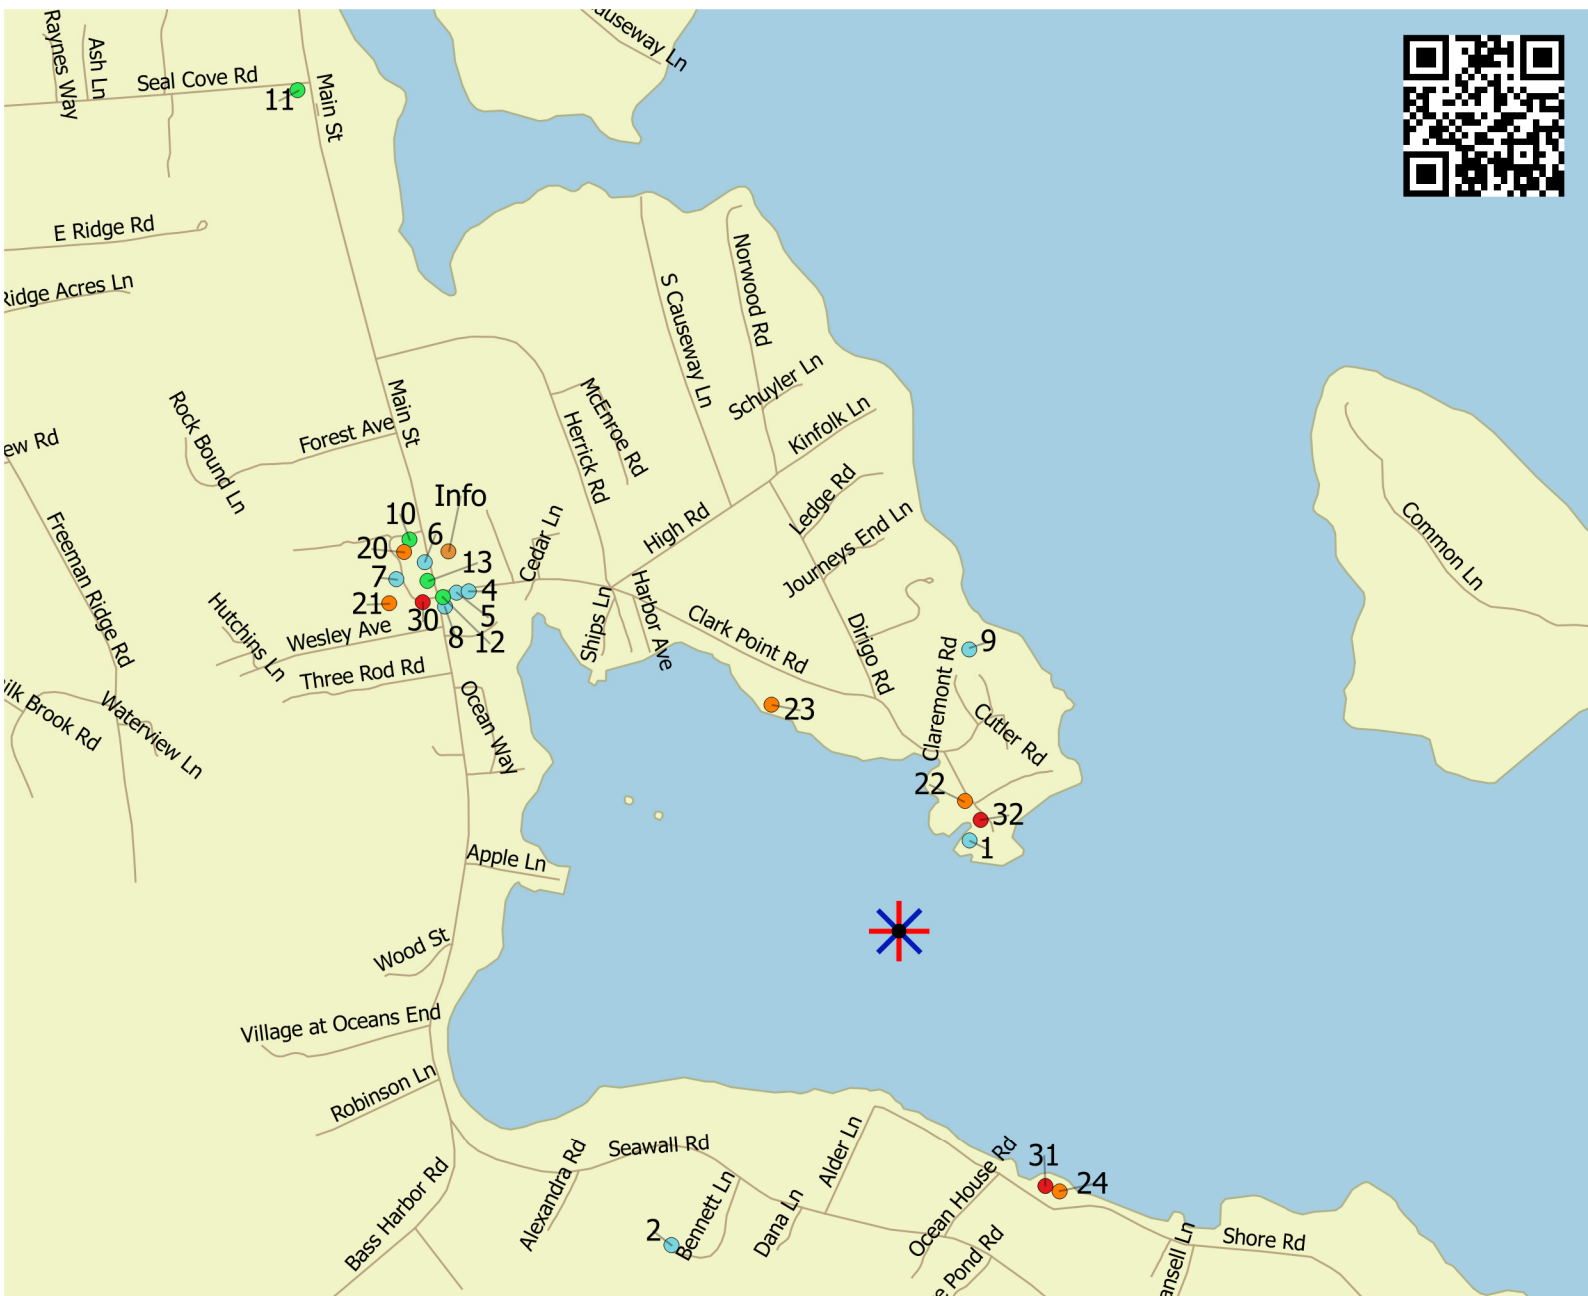 Causeway Ln
Raynes Way
Ash Ln
Seal Cove Rd
11
Main St
E Ridge Rd
Ridge Acres Ln
Norwood Rd
S Causeway Ln
Schuyler Ln
Main St
McEnroe Rd
Rock Bound Ln
Forest Ave
Herrick Rd
Kinfolk Ln
ew Rd
Ledge Rd
Info
10
6
20
13
7
4
21
30
5
8
12
Cedar Ln
High Rd
Journeys End Ln
Common Ln
Freeman Ridge Rd
Hutchins Ln
Wesley Ave
Three Rod Rd
Ships Ln
Harbor Ave
Clark Point Rd
Dirigo Rd
Claremont Rd
9
23
Cutler Rd
ilk Brook Rd
Waterview Ln
Ocean Way
22
32
1
Apple Ln
Wood St
Village at Oceans End
Robinson Ln
Seawall Rd
Alexandra Rd
Alder Ln
Ocean House Rd
31
24
Bass Harbor Rd
2
Bennett Ln
Dana Ln
e Pond Rd
ansell Ln
Shore Rd